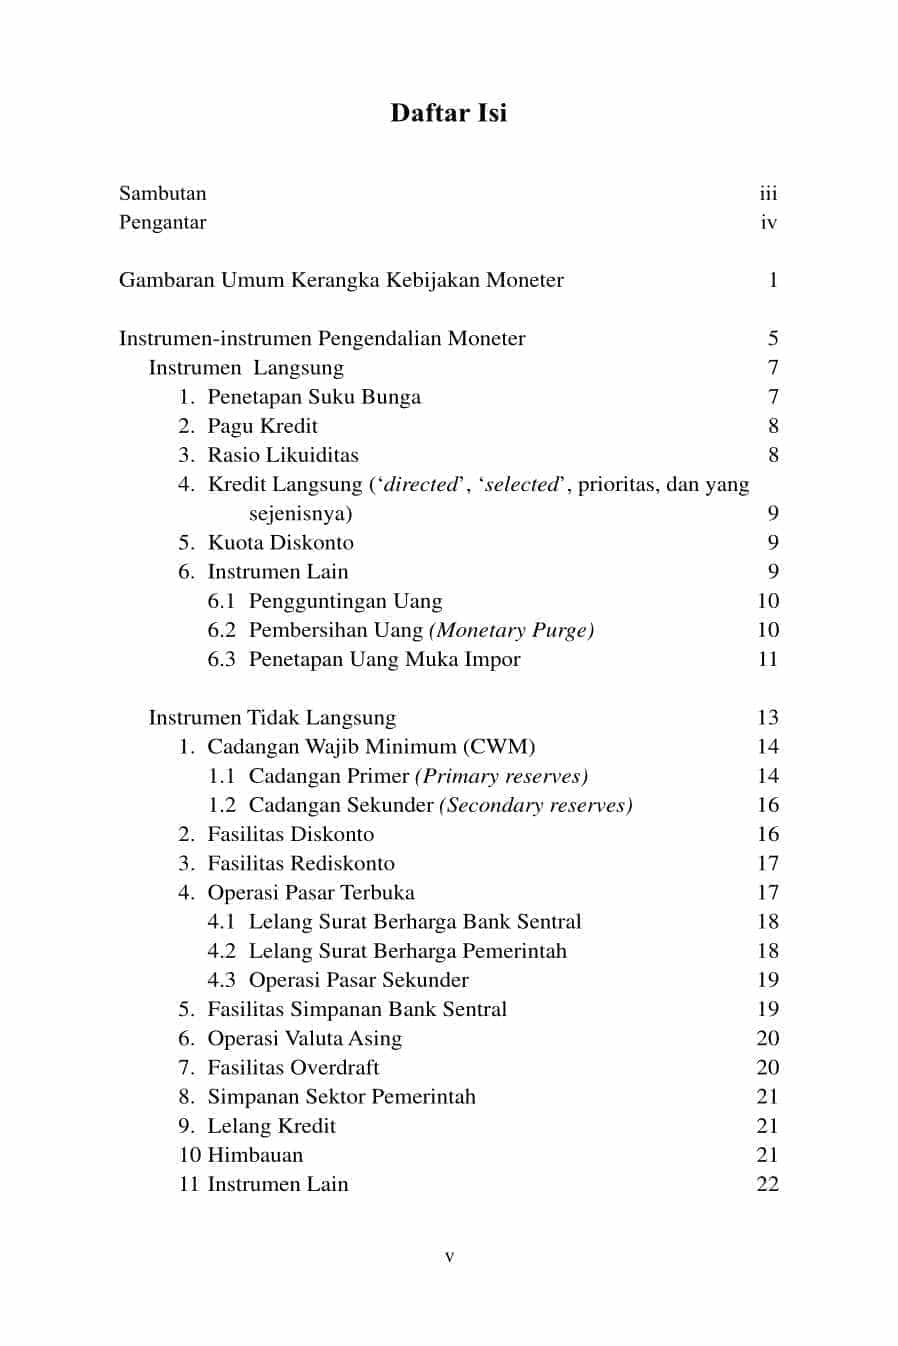 Daftar Isi
Sambutan iii
Pengantar iv
Gambaran Umum Kerangka Kebijakan Moneter 1
Instrumen-instrumen Pengendalian Moneter 5
Instrumen Langsung 7
1. Penetapan Suku Bunga 7
2. Pagu Kredit 8
3. Rasio Likuiditas 8
4. Kredit Langsung (‘directed’, ‘selected’, prioritas, dan yang
sejenisnya) 9
5. Kuota Diskonto 9
6. Instrumen Lain 9
6.1 Pengguntingan Uang 10
6.2 Pembersihan Uang (Monetary Purge) 10
6.3 Penetapan Uang Muka Impor 11
Instrumen Tidak Langsung 13
1. Cadangan Wajib Minimum (CWM) 14
1.1 Cadangan Primer (Primary reserves) 14
1.2 Cadangan Sekunder (Secondary reserves) 16
2. Fasilitas Diskonto 16
3. Fasilitas Rediskonto 17
4. Operasi Pasar Terbuka 17
4.1 Lelang Surat Berharga Bank Sentral 18
4.2 Lelang Surat Berharga Pemerintah 18
4.3 Operasi Pasar Sekunder 19
5. Fasilitas Simpanan Bank Sentral 19
6. Operasi Valuta Asing 20
7. Fasilitas Overdraft 20
8. Simpanan Sektor Pemerintah 21
9. Lelang Kredit 21
10 Himbauan 21
11 Instrumen Lain 22
v